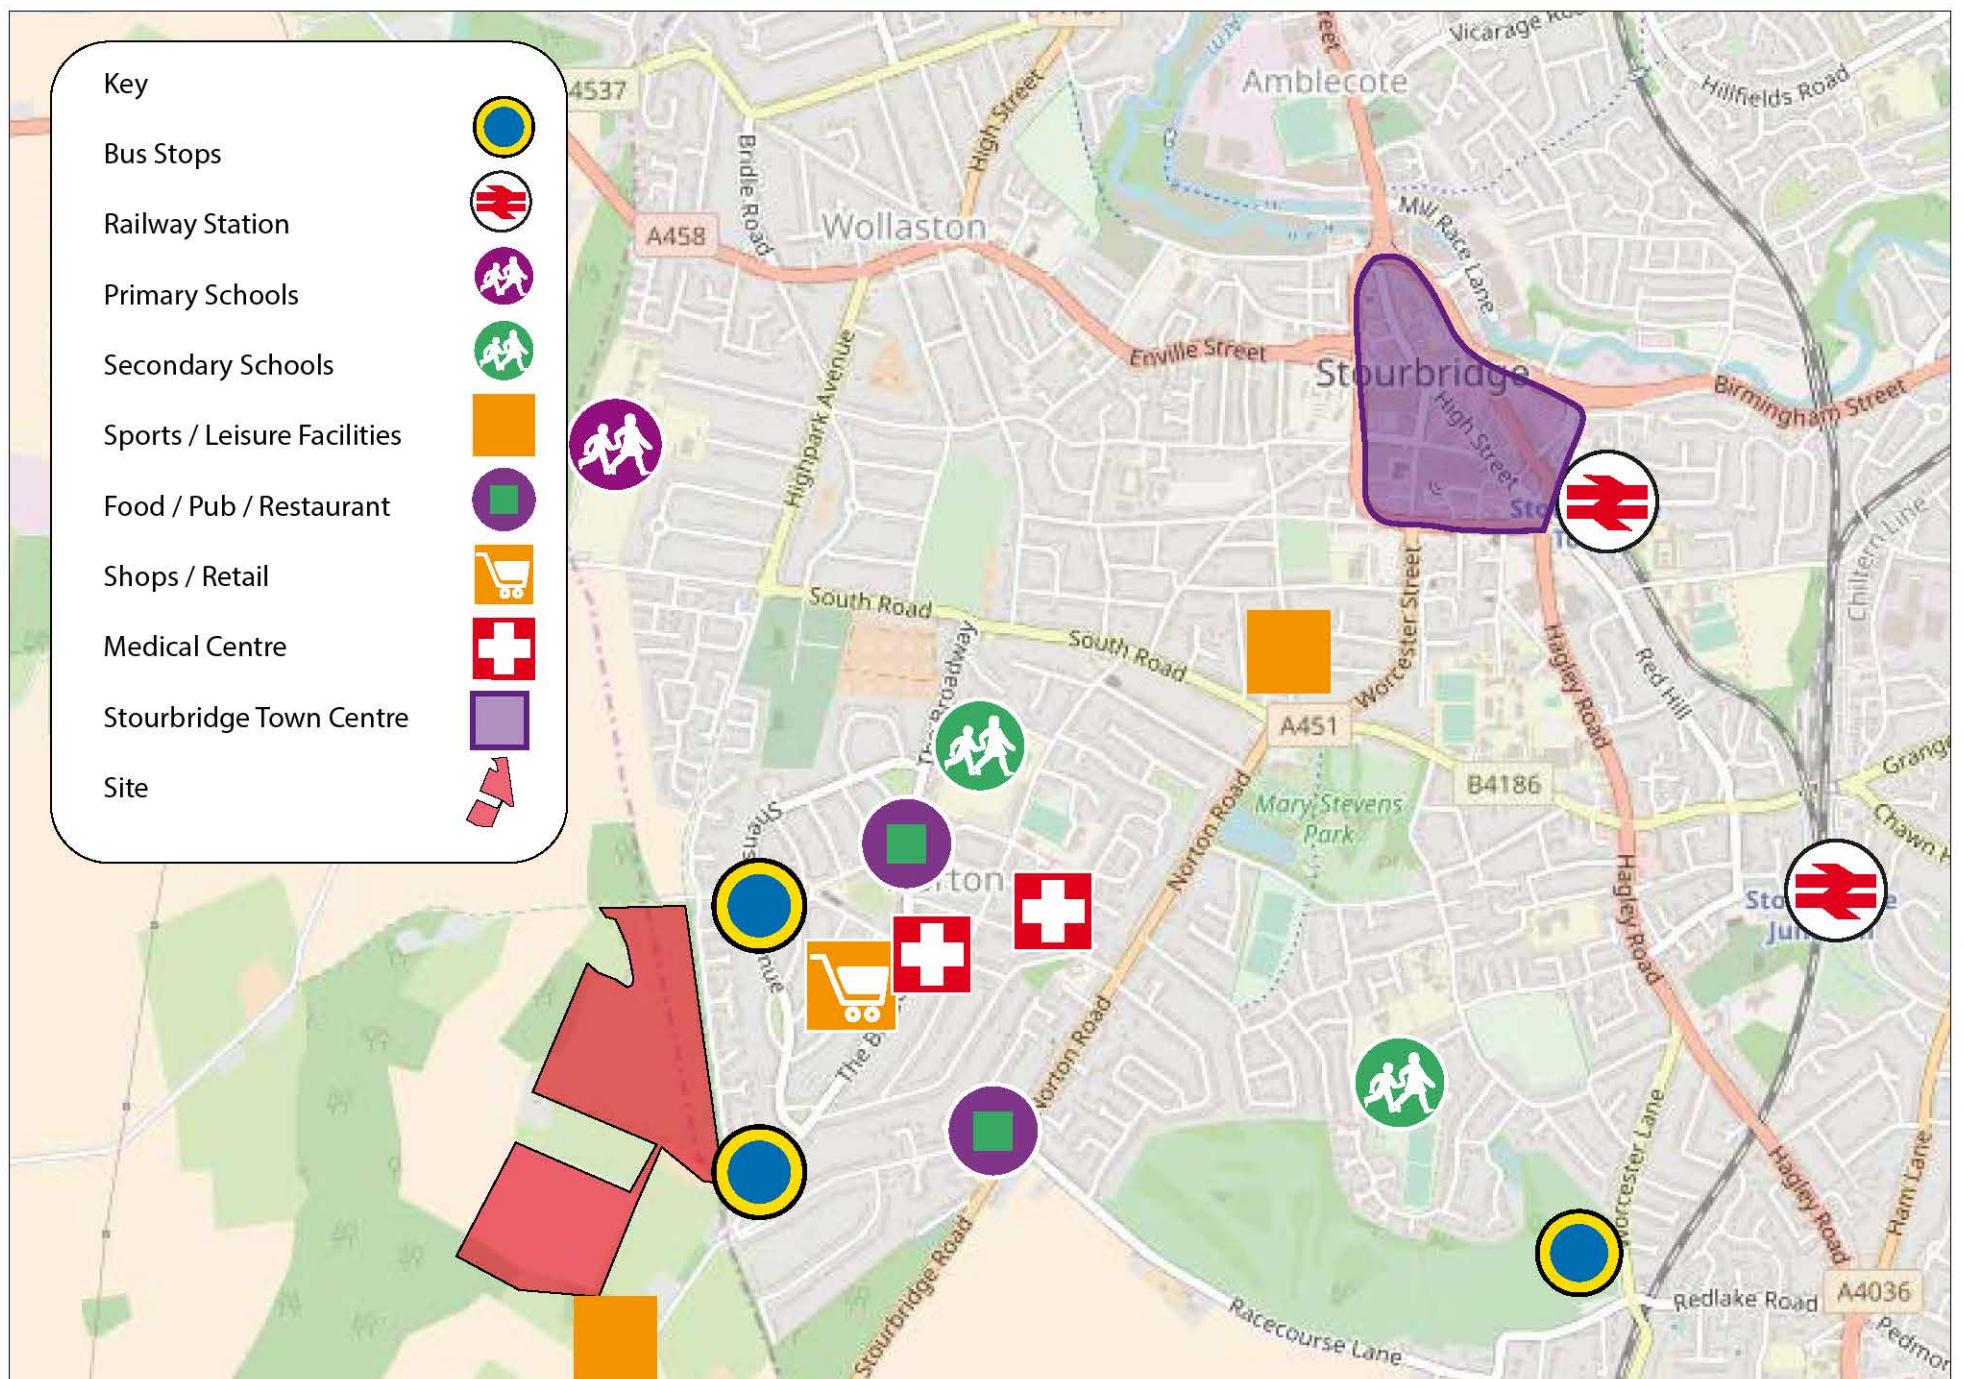 Key
Bus Stops
Railway Station
Primary Schools
Secondary Schools
Sports / Leisure Facilities
Food / Pub / Restaurant
Shops / Retail
Medical Centre
Stourbridge Town Centre
Site
4537
High Street
Bridle Road
Wollaston
A458
Amblecote
Vicarage
Hillfields Road
Mill Race Lane
Enville Street
Stourbridge
High Street
Birmingham Street
Highpark Avenue
Chiltern Line
South Road
South Road
Broadway
Worcester Street
Hagley Road
Red Hill
A451
B4186
Mary Stevens
Park
Norton Road
Hagley Road
Norton Road
The
Worcester Lane
Hagley Road
Ham Lane
Stourbridge Road
Racecourse Lane
Redlake Road
A4036